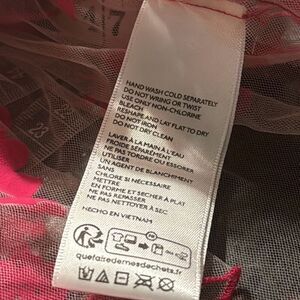 HAND WASH COLD SEPARATELY
DO NOT WRING OR TWIST
USE ONLY NON-CHLORINE
BLEACH
RESHAPE AND LAY FLAT TO DRY
DO NOT IRON
DO NOT DRY CLEAN
LAVER À LA MAIN À L'EAU
FROIDE SÉPARÉMENT
NE PAS TORDRE OU ESSORER
UTILISER
UN AGENT DE BLANCHIMENT
SANS
CHLORE SI NÉCESSAIRE
METTRE
EN FORME ET SÉCHER À PLAT
NE PAS REPASSER
NE PAS NETTOYER À SEC
HECHO EN VIETNAM
FR
quefairedemesdechets.fr
23